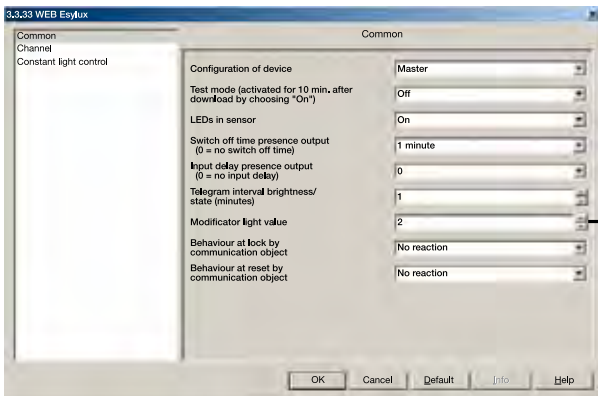 3.3.33 WEB Esylux
Common
Channel
Constant light control
Common
Configuration of device
Master
Test mode (activated for 10 min. after
download by choosing "On")
Off
LEDs in sensor
On
Switch off time presence output
(0 = no switch off time)
1 minute
Input delay presence output
(0 = no input delay)
0
Telegram interval brightness/
state (minutes)
1
Modificator light value
2
Behaviour at lock by
communication object
No reaction
Behaviour at reset by
communication object
No reaction
OK
Cancel
Default
Info
Help